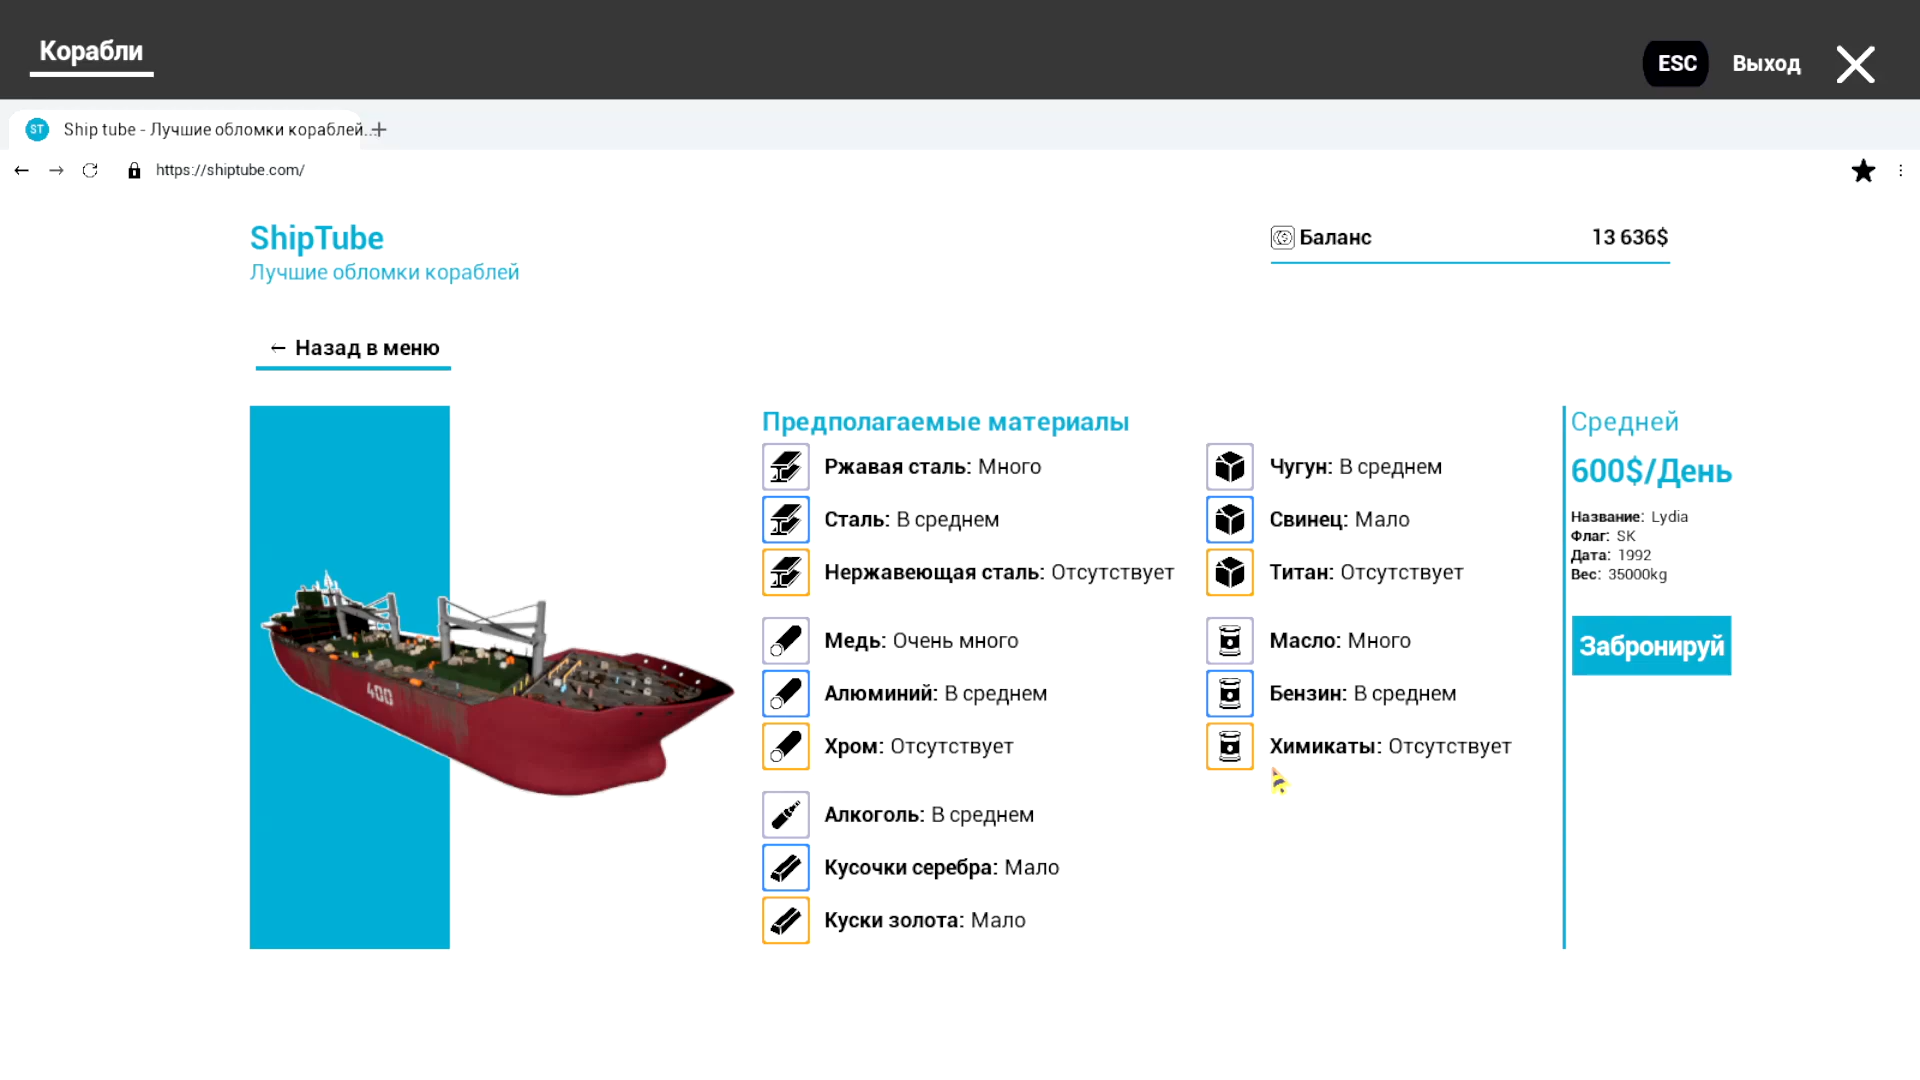 Корабли
ESC Выход
ST Ship tube - Лучшие обломки кораблей...
https://shiptube.com/
ShipTube
Лучшие обломки кораблей
Баланс 13 636$
← Назад в меню
Предполагаемые материалы
Ржавая сталь: Много
Сталь: В среднем
Нержавеющая сталь: Отсутствует
Медь: Очень много
Алюминий: В среднем
Хром: Отсутствует
Алкоголь: В среднем
Кусочки серебра: Мало
Куски золота: Мало
Чугун: В среднем
Свинец: Мало
Титан: Отсутствует
Масло: Много
Бензин: В среднем
Химикаты: Отсутствует
Средней
600$/День
Название: Lydia
Флаг: SK
Дата: 1992
Вес: 35000kg
Забронируй
400